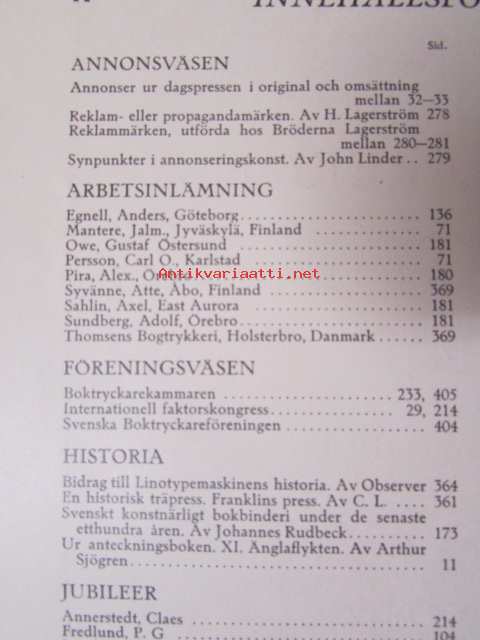 INNEHÅLLSFÖ
Sid.
ANNONSVÄSEN
Annonser ur dagspressen i original och omsättning
mellan 32—33
Reklam- eller propagandamärken. Av H. Lagerström 278
Reklammärken, utförda hos Bröderna Lagerström
mellan 280—281
Synpunkter i annonseringskonst. Av John Linder .. 279
ARBETSINLÄMNING
Egnell, Anders, Göteborg........................ 136
Mantere, Jalm., Jyväskylä, Finland ............. 71
Owe, Gustaf Östersund .......................... 181
Persson, Carl O., Karlstad ..................... 71
Pira, Alex., ..................... 180
Antikvariaatti.net
Syvänne, Atte, Åbo, Finland .................... 369
Sahlin, Axel, East Aurora ...................... 181
Sundberg, Adolf, Örebro......................... 181
Thomsens Bogtrykkeri, Holsterbro, Danmark ...... 369
FÖRENINGSVÄSEN
Boktryckarekammaren ....................... 233, 405
Internationell faktorskongress............... 29, 214
Svenska Boktryckareföreningen .................. 404
HISTORIA
Bidrag till Linotypemaskinens historia. Av Observer 364
En historisk träpress. Franklins press. Av C. L. .... 361
Svenskt konstnärligt bokbinderi under de senaste
etthundra åren. Av Johannes Rudbeck.......... 173
Ur anteckningsboken. XI. Änglaflykten. Av Arthur
Sjögren ........................................ 11
JUBILEER
Annerstedt, Claes .............................. 214
Fredlund, P. G ................................. 104